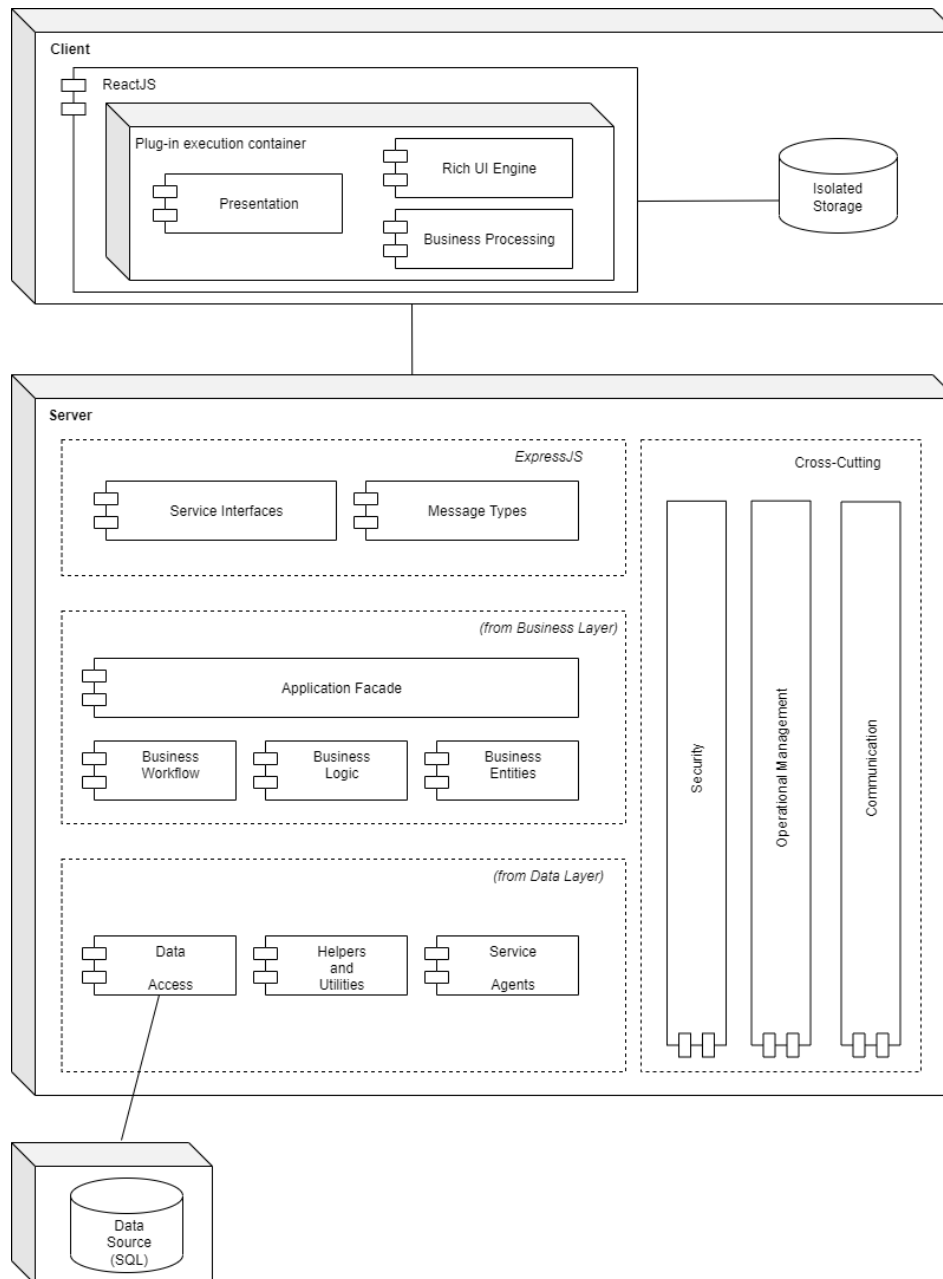 Client
ReactJS
Plug-in execution container
Presentation
Rich UI Engine
Business Processing
Isolated
Storage
Server
ExpressJS
Service Interfaces
Message Types
(from Business Layer)
Application Facade
Business
Workflow
Business
Logic
Business
Entities
(from Data Layer)
Data
Access
Helpers
and
Utilities
Service
Agents
Cross-Cutting
Security
Operational Management
Communication
Data
Source
(SQL)